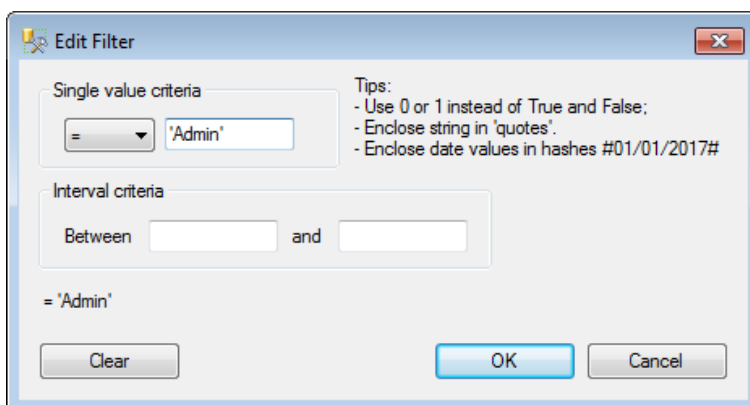 Edit Filter
Single value criteria
= 'Admin'
Tips:
- Use 0 or 1 instead of True and False;
- Enclose string in 'quotes'.
- Enclose date values in hashes #01/01/2017#
Interval criteria
Between and
= 'Admin'
Clear OK Cancel